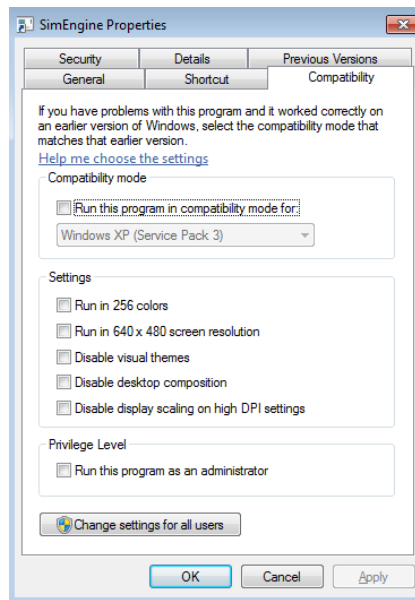 SimEngine Properties
Security Details Previous Versions
General Shortcut Compatibility
If you have problems with this program and it worked correctly on
an earlier version of Windows, select the compatibility mode that
matches that earlier version.
Help me choose the settings
Compatibility mode
Run this program in compatibility mode for:
Windows XP (Service Pack 3)
Settings
Run in 256 colors
Run in 640 x 480 screen resolution
Disable visual themes
Disable desktop composition
Disable display scaling on high DPI settings
Privilege Level
Run this program as an administrator
Change settings for all users
OK Cancel Apply